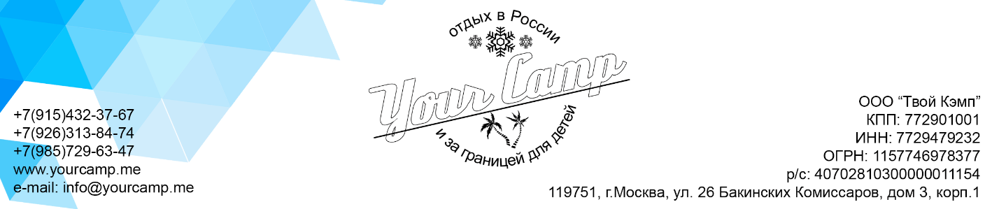 +7(915)432-37-67
+7(926)313-84-74
+7(985)729-63-47
www.yourcamp.me
e-mail: info@yourcamp.me
отдых в России
Your Camp
и за границей для детей
ООО “Твой Кэмп”
КПП: 772901001
ИНН: 7729479232
ОГРН: 1157746978377
р/с: 40702810300000011154
119751, г.Москва, ул. 26 Бакинских Комиссаров, дом 3, корп.1